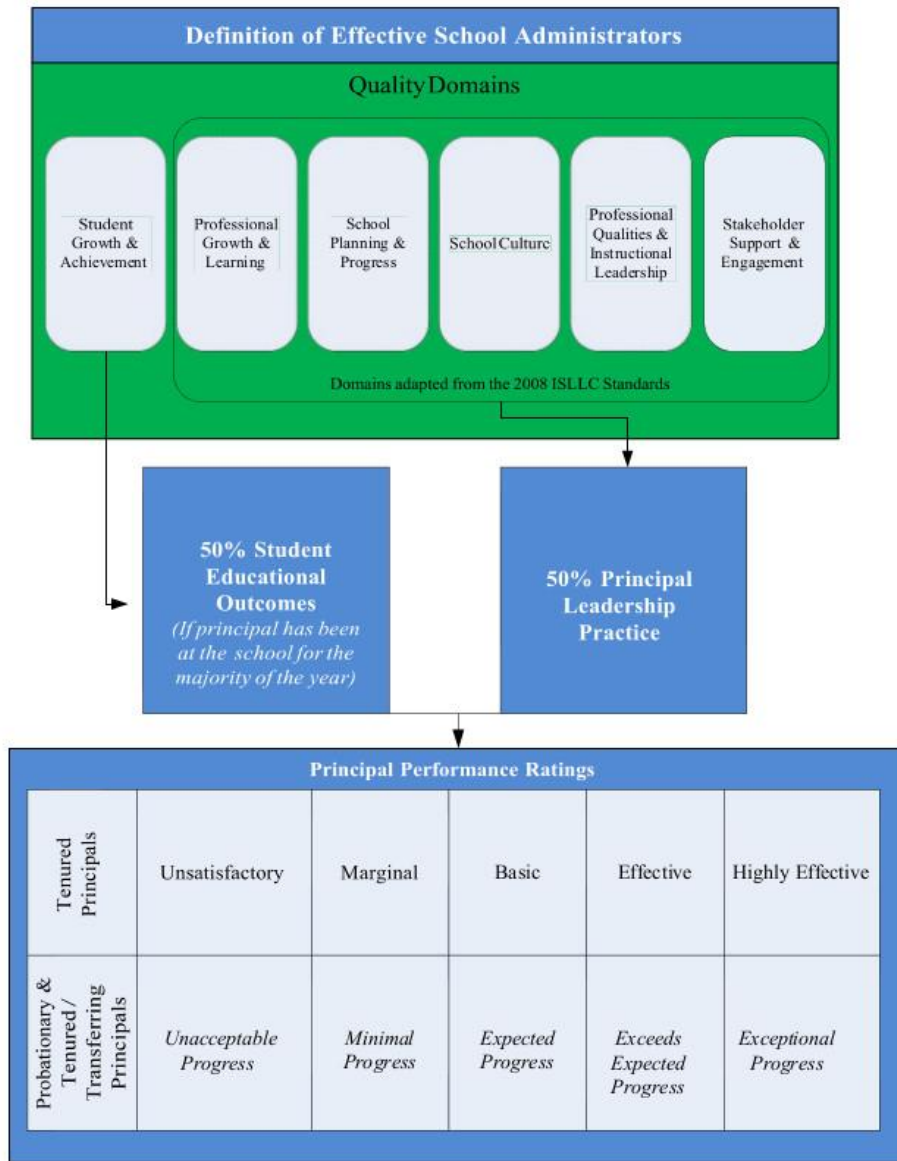 Definition of Effective School Administrators
Quality Domains
Student
Growth &
Achievement
Professional
Growth &
Learning
School
Planning &
Progress
School Culture
Professional
Qualities &
Instructional
Leadership
Stakeholder
Support &
Engagement
Domains adapted from the 2008 ISLLC Standards
50% Student
Educational
Outcomes
(If principal has been
at the school for the
majority of the year)
50% Principal
Leadership
Practice
Principal Performance Ratings
Tenured
Principals
Unsatisfactory
Marginal
Basic
Effective
Highly Effective
Probationary &
Tenured /
Transferring
Principals
Unacceptable
Progress
Minimal
Progress
Expected
Progress
Exceeds
Expected
Progress
Exceptional
Progress